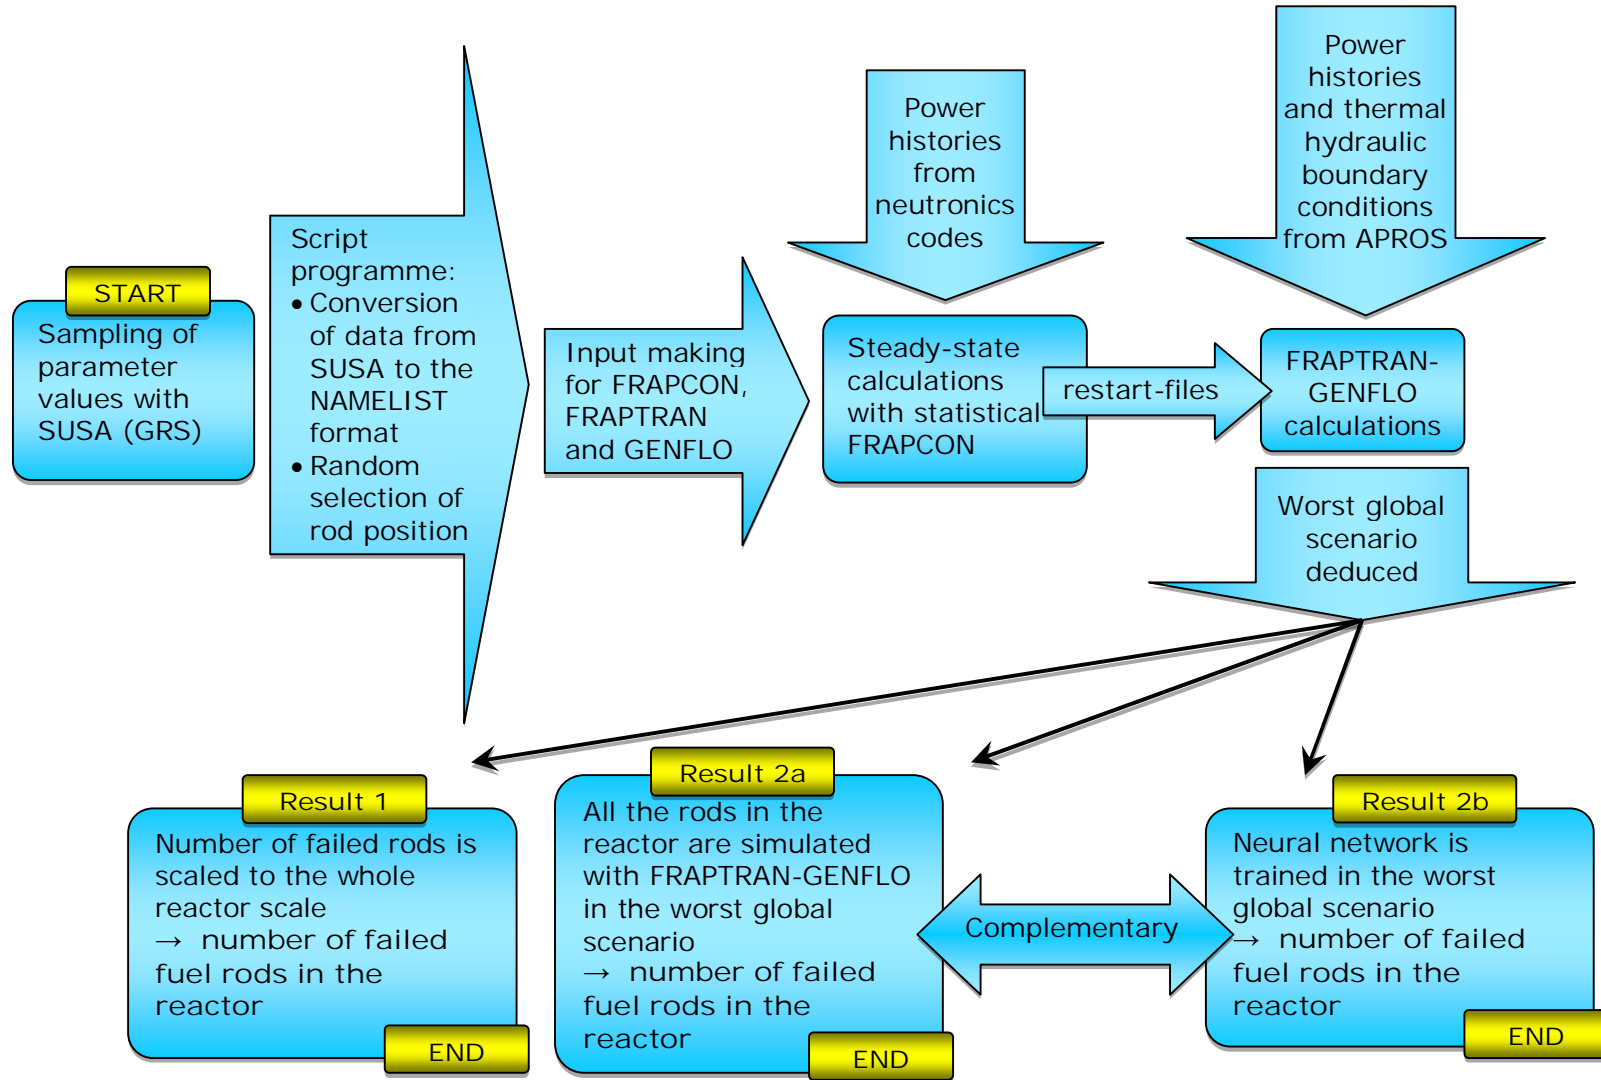 START
Sampling of
parameter
values with
SUSA (GRS)
Script
programme:
• Conversion
of data from
SUSA to the
NAMELIST
format
• Random
selection of
rod position
Input making
for FRAPCON,
FRAPTRAN
and GENFLO
Power
histories
from
neutronics
codes
Steady-state
calculations
with statistical
FRAPCON
restart-files
Power
histories
and thermal
hydraulic
boundary
conditions
from APROS
FRAPTRAN-
GENFLO
calculations
Worst global
scenario
deduced
Result 1
Number of failed rods is
scaled to the whole
reactor scale
→ number of failed
fuel rods in the
reactor
END
Result 2a
All the rods in the
reactor are simulated
with FRAPTRAN-GENFLO
in the worst global
scenario
→ number of failed
fuel rods in the
reactor
END
Complementary
Result 2b
Neural network is
trained in the worst
global scenario
→ number of failed
fuel rods in the
reactor
END